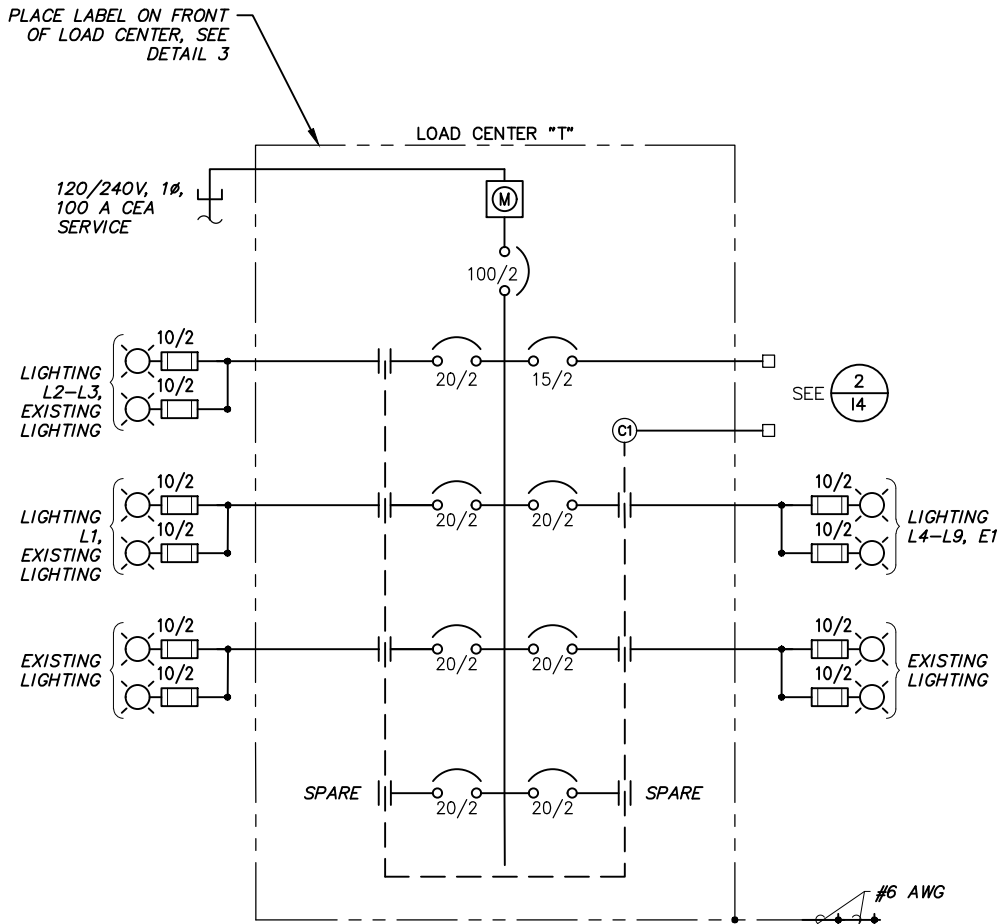 PLACE LABEL ON FRONT
OF LOAD CENTER, SEE
DETAIL 3
LOAD CENTER "T"
120/240V, 1ø,
100 A CEA
SERVICE
M
100/2
10/2
10/2
LIGHTING
L2-L3,
EXISTING
LIGHTING
20/2
15/2
SEE
2
I4
C1
10/2
10/2
LIGHTING
L1,
EXISTING
LIGHTING
20/2
20/2
10/2
10/2
LIGHTING
L4-L9, E1
10/2
10/2
EXISTING
LIGHTING
20/2
20/2
10/2
10/2
EXISTING
LIGHTING
SPARE
20/2
20/2
SPARE
#6 AWG